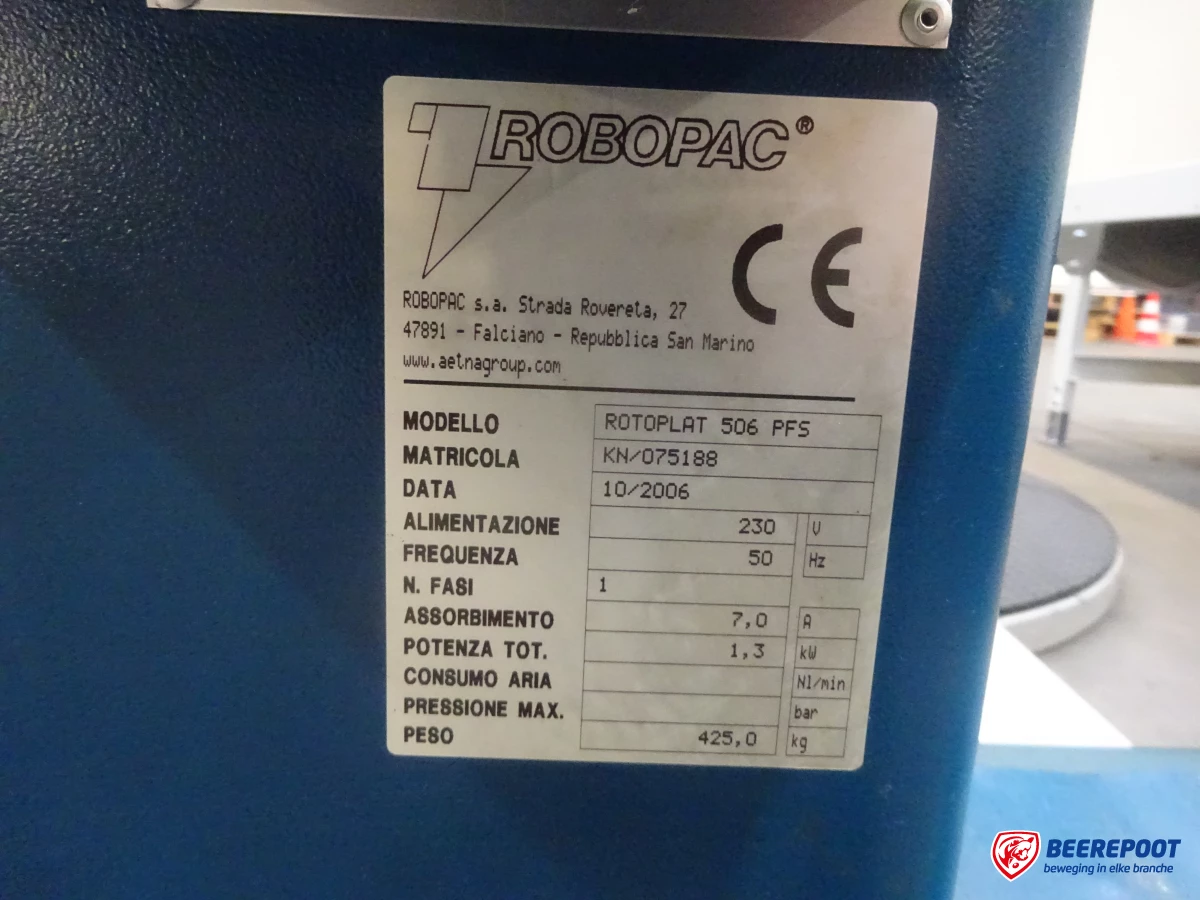 ROBOPAC®
CE
ROBOPAC s.a. Strada Rovereta, 27
47891 - Falciano - Repubblica San Marino
www.aetnagroup.com
MODELLO ROTOPLAT 506 PFS
MATRICOLA KN/075188
DATA 10/2006
ALIMENTAZIONE 230 V
FREQUENZA 50 Hz
N. FASI 1
ASSORBIMENTO 7,0 A
POTENZA TOT. 1,3 kW
CONSUMO ARIA Nl/min
PRESSIONE MAX. bar
PESO 425,0 kg
BEEREPOOT
beweging in elke branche